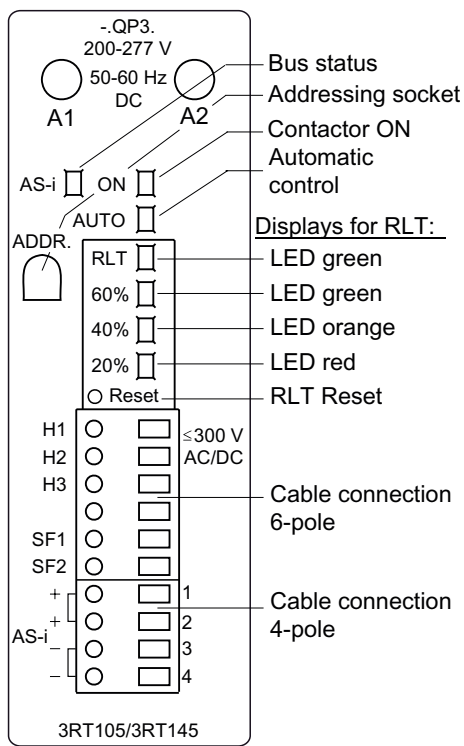 -.QP3.
200-277 V
50-60 Hz
DC
A1
A2
Bus status
Addressing socket
Contactor ON
Automatic
control
AS-i
ON
AUTO
ADDR.
Displays for RLT:
RLT
LED green
60%
LED green
40%
LED orange
20%
LED red
Reset
RLT Reset
H1
≤300 V
H2
AC/DC
H3
Cable connection
6-pole
SF1
SF2
+
1
+
2
Cable connection
4-pole
AS-i
–
3
–
4
3RT105/3RT145